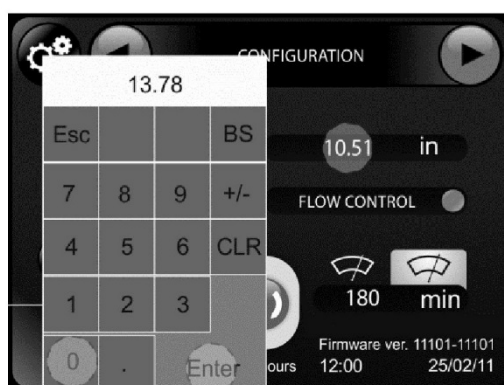 CONFIGURATION
13.78
Esc BS
10.51 in
7 8 9 +/-
FLOW CONTROL
4 5 6 CLR
1 2 3
180 min
0 . Enter
Firmware ver. 11101-11101
ours 12:00 25/02/11